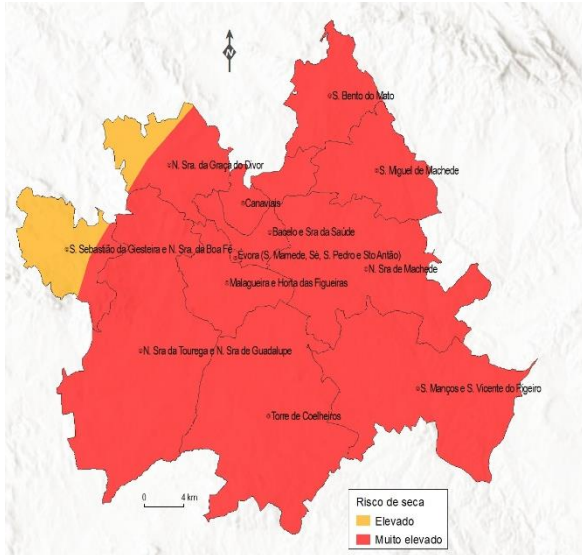 N
S. Bento do Mato
N. Sra. da Graça do Divor
S. Miguel de Machede
Canaviais
Bacelo e Sra da Saúde
S. Sebastião da Giesteira e N. Sra. da Boa Fé
Évora (S. Mamede, Sé, S. Pedro e Sto Antão)
N. Sra de Machede
Malagueira e Horta das Figueiras
N. Sra da Tourega e N. Sra de Guadalupe
S. Manços e S. Vicente do Pigeiro
Torre de Coelheiros
0 4 km
Risco de seca
Elevado
Muito elevado